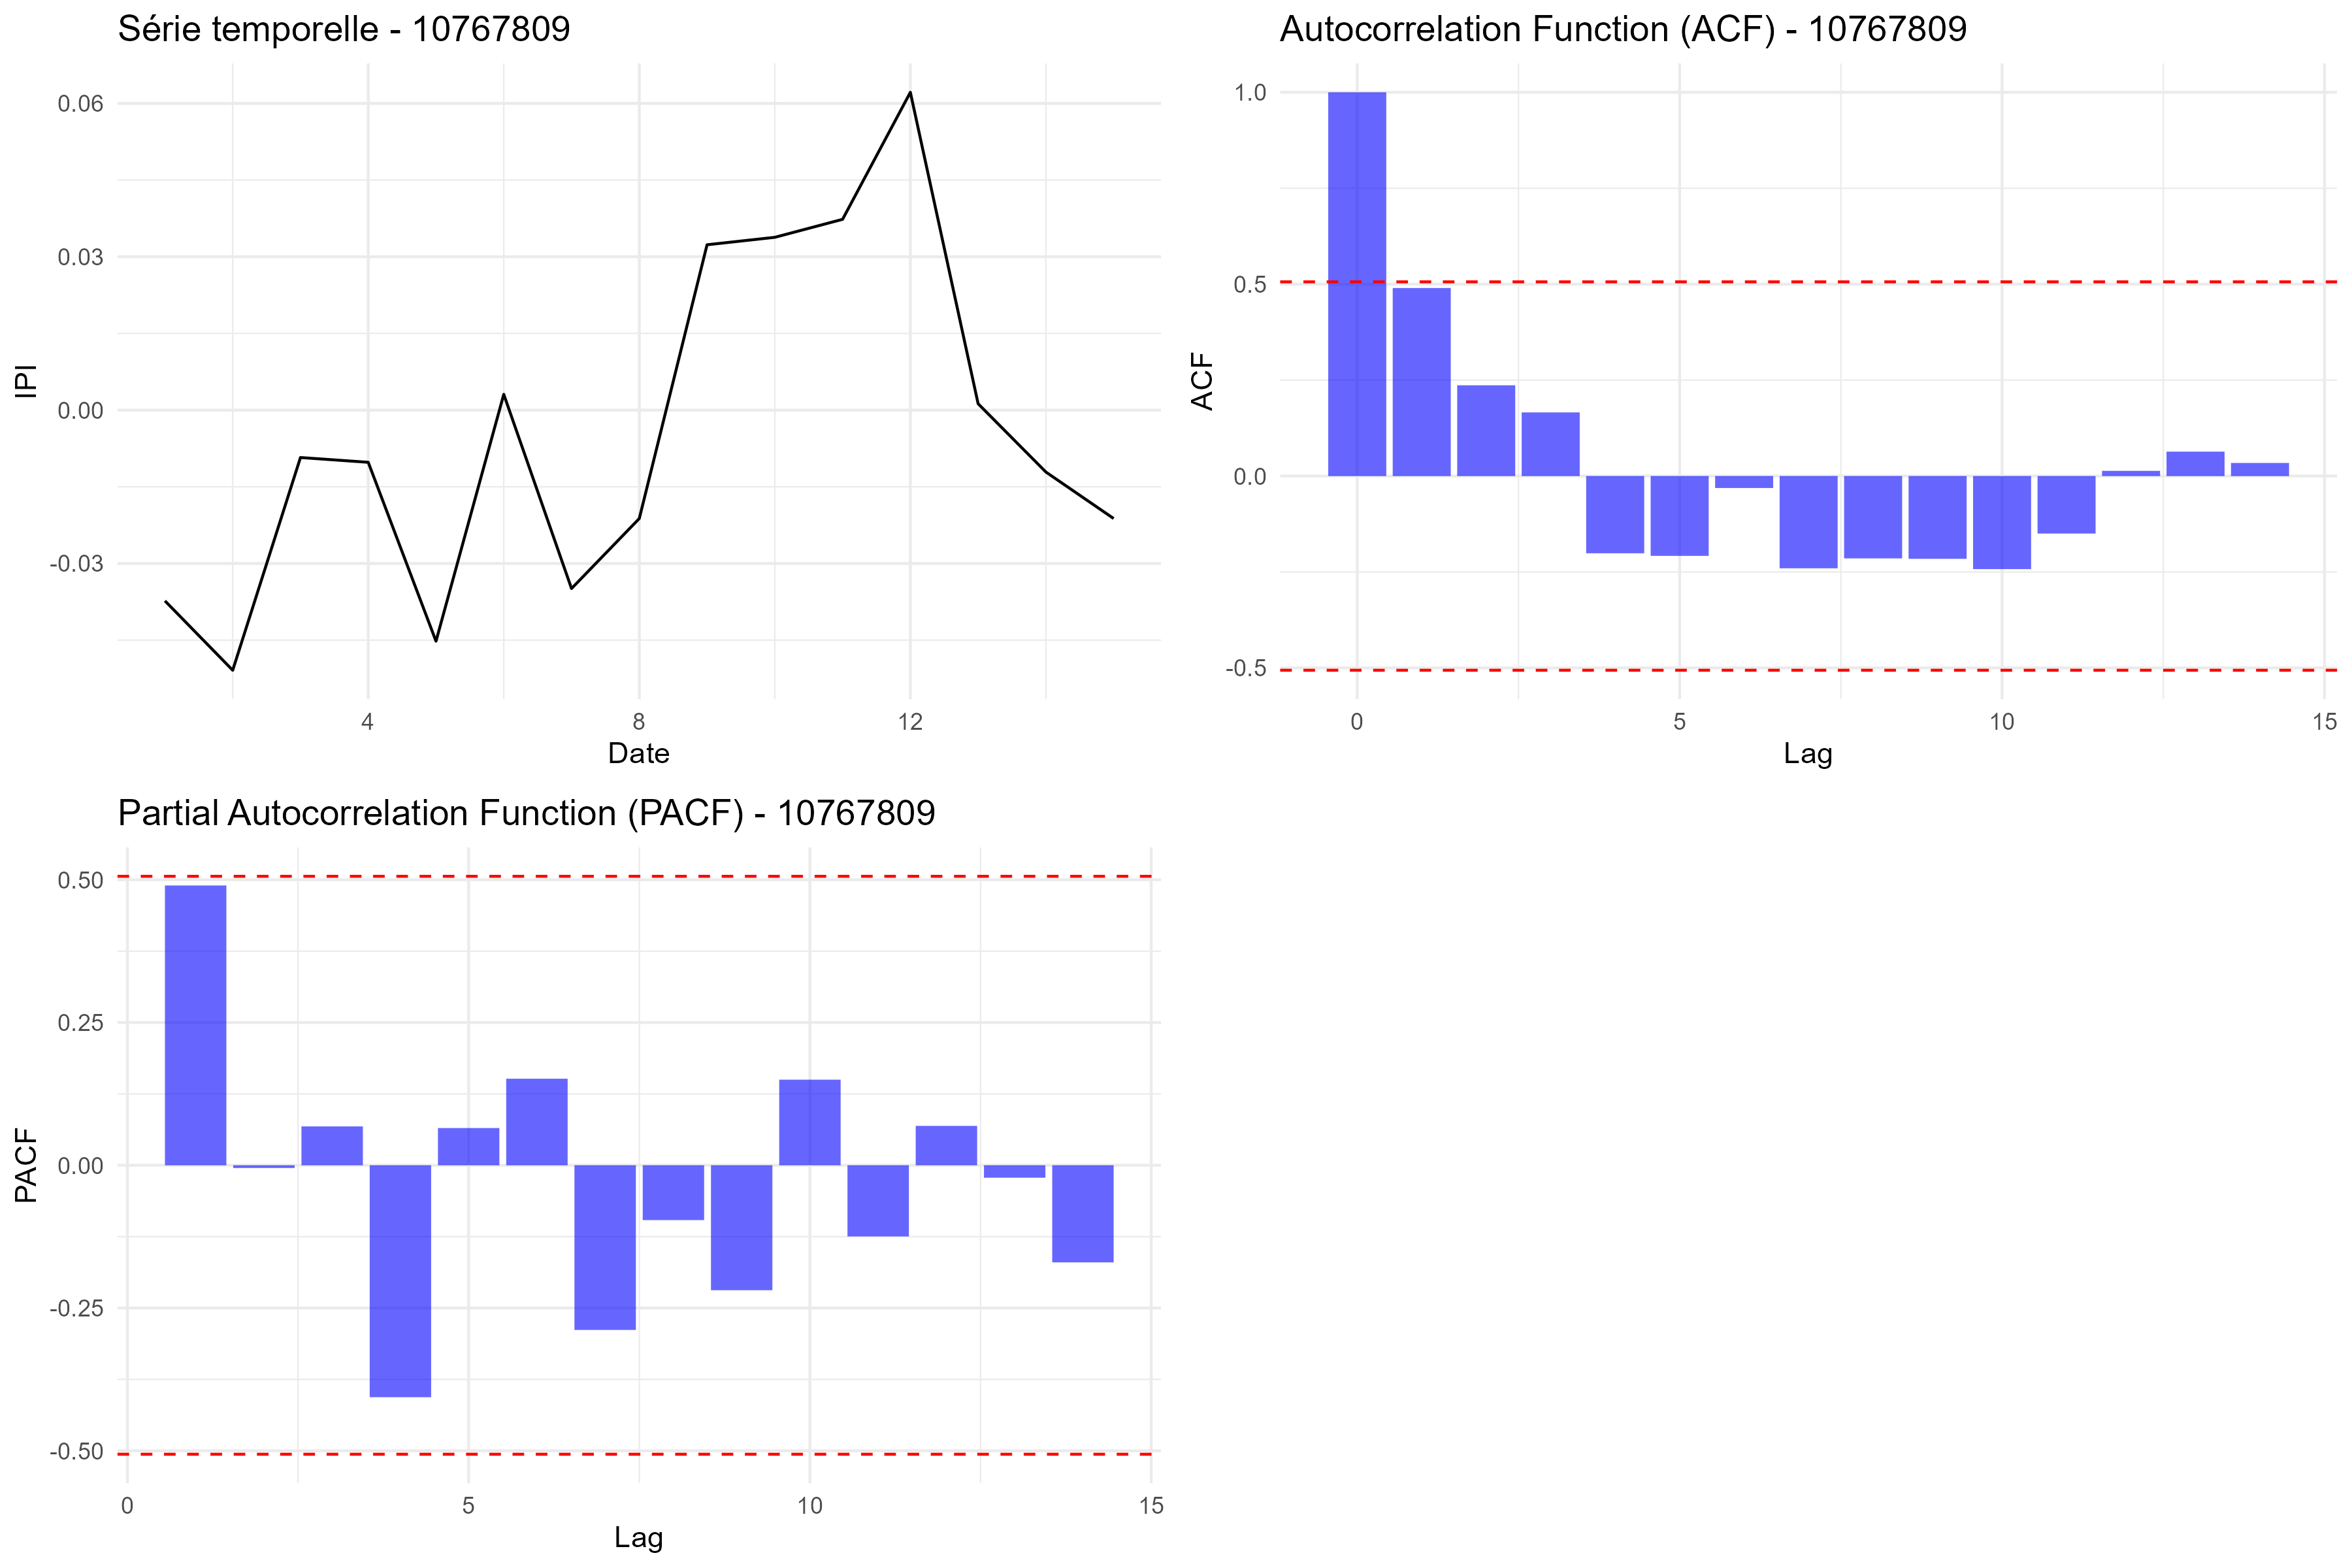 Série temporelle - 10767809
0.06
0.03
0.00
-0.03
IPI
4
8
12
Date
Autocorrelation Function (ACF) - 10767809
1.0
0.5
0.0
-0.5
ACF
0
5
10
15
Lag
Partial Autocorrelation Function (PACF) - 10767809
0.50
0.25
0.00
-0.25
-0.50
PACF
0
5
10
15
Lag